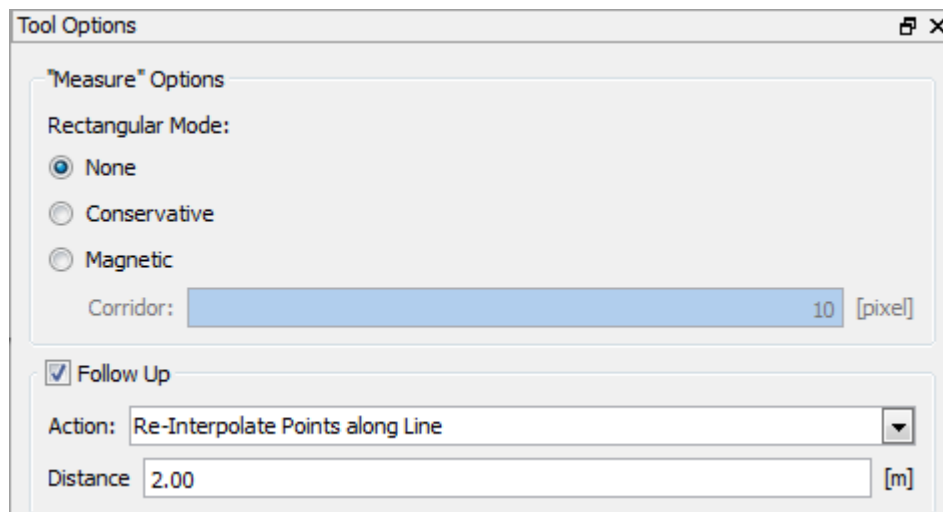 Tool Options
"Measure" Options
Rectangular Mode:
None
Conservative
Magnetic
Corridor: 10 [pixel]
Follow Up
Action: Re-Interpolate Points along Line
Distance 2.00 [m]